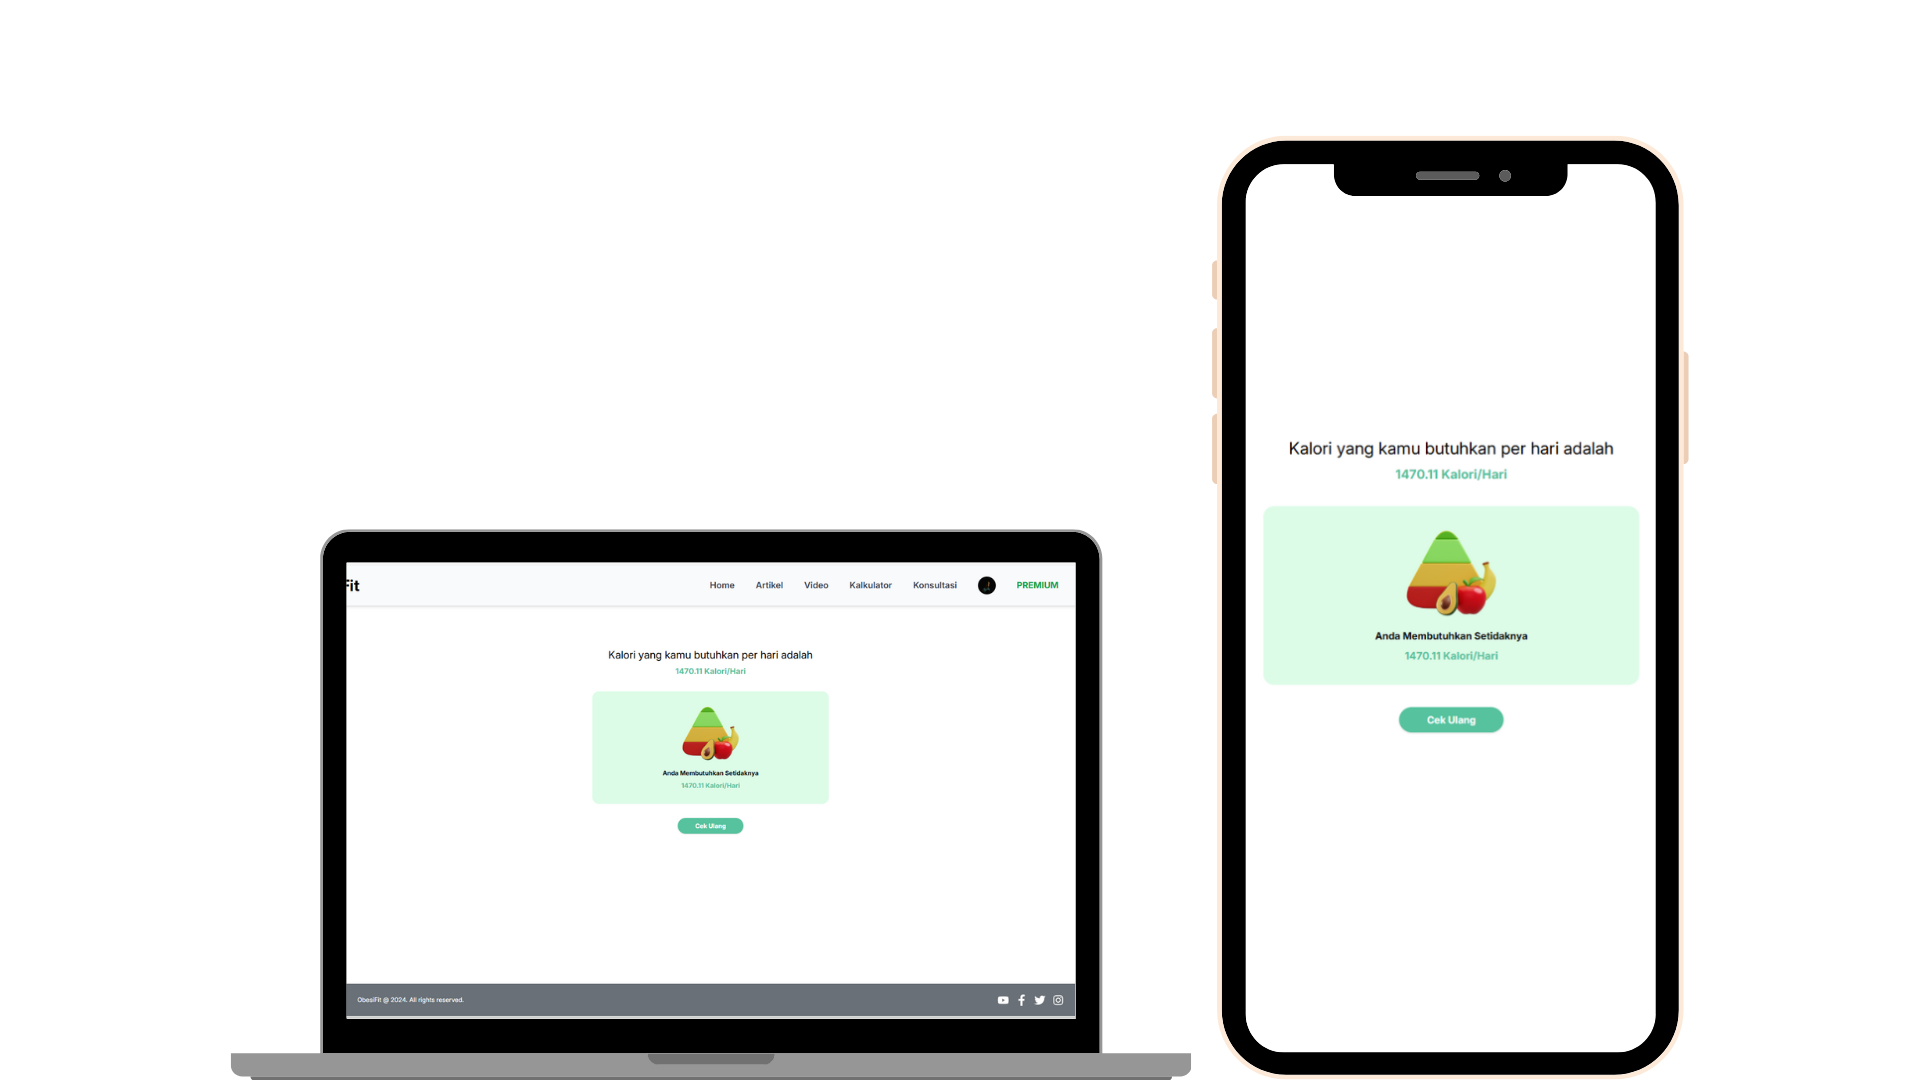 Fit
Home Artikel Video Kalkulator Konsultasi PREMIUM
Kalori yang kamu butuhkan per hari adalah
1470.11 Kalori/Hari
Anda Membutuhkan Setidaknya
1470.11 Kalori/Hari
Cek Ulang
ObesiFit @ 2024. All rights reserved.
Kalori yang kamu butuhkan per hari adalah
1470.11 Kalori/Hari
Anda Membutuhkan Setidaknya
1470.11 Kalori/Hari
Cek Ulang